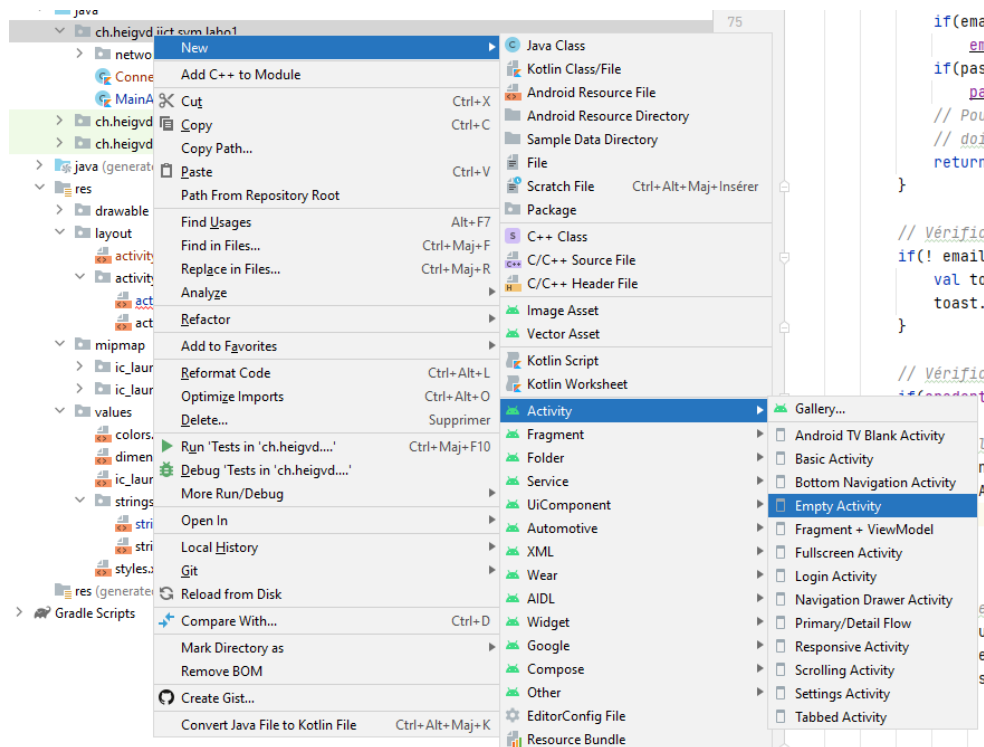 java
ch.heigvd.iict.sym.labo1
netwo
Conne
MainA
ch.heigvd
ch.heigvd
java (generate
res
drawable
layout
activity
activity
act
act
mipmap
ic_laun
ic_laur
values
colors.
dimen
ic_laur
strings
stri
stri
styles.x
res (generated
Gradle Scripts
New
Add C++ to Module
Cut Ctrl+X
Copy Ctrl+C
Copy Path...
Paste Ctrl+V
Path From Repository Root
Find Usages Alt+F7
Find in Files... Ctrl+Maj+F
Replace in Files... Ctrl+Maj+R
Analyze
Refactor
Add to Favorites
Reformat Code Ctrl+Alt+L
Optimize Imports Ctrl+Alt+O
Delete... Supprimer
Run 'Tests in 'ch.heigvd....' Ctrl+Maj+F10
Debug 'Tests in 'ch.heigvd....'
More Run/Debug
Open In
Local History
Git
Reload from Disk
Compare With... Ctrl+D
Mark Directory as
Remove BOM
Create Gist...
Convert Java File to Kotlin File Ctrl+Alt+Maj+K
Java Class
Kotlin Class/File
Android Resource File
Android Resource Directory
Sample Data Directory
File
Scratch File Ctrl+Alt+Maj+Insérer
Package
C++ Class
C/C++ Source File
C/C++ Header File
Image Asset
Vector Asset
Kotlin Script
Kotlin Worksheet
Activity
Fragment
Folder
Service
UiComponent
Automotive
XML
Wear
AIDL
Widget
Google
Compose
Other
EditorConfig File
Resource Bundle
Gallery...
Android TV Blank Activity
Basic Activity
Bottom Navigation Activity
Empty Activity
Fragment + ViewModel
Fullscreen Activity
Login Activity
Navigation Drawer Activity
Primary/Detail Flow
Responsive Activity
Scrolling Activity
Settings Activity
Tabbed Activity
75
if(ema
em
if(pas
pa
// Pou
// doi
return
}
// Vérific
if(! email
val to
toast.
}
// Vérific